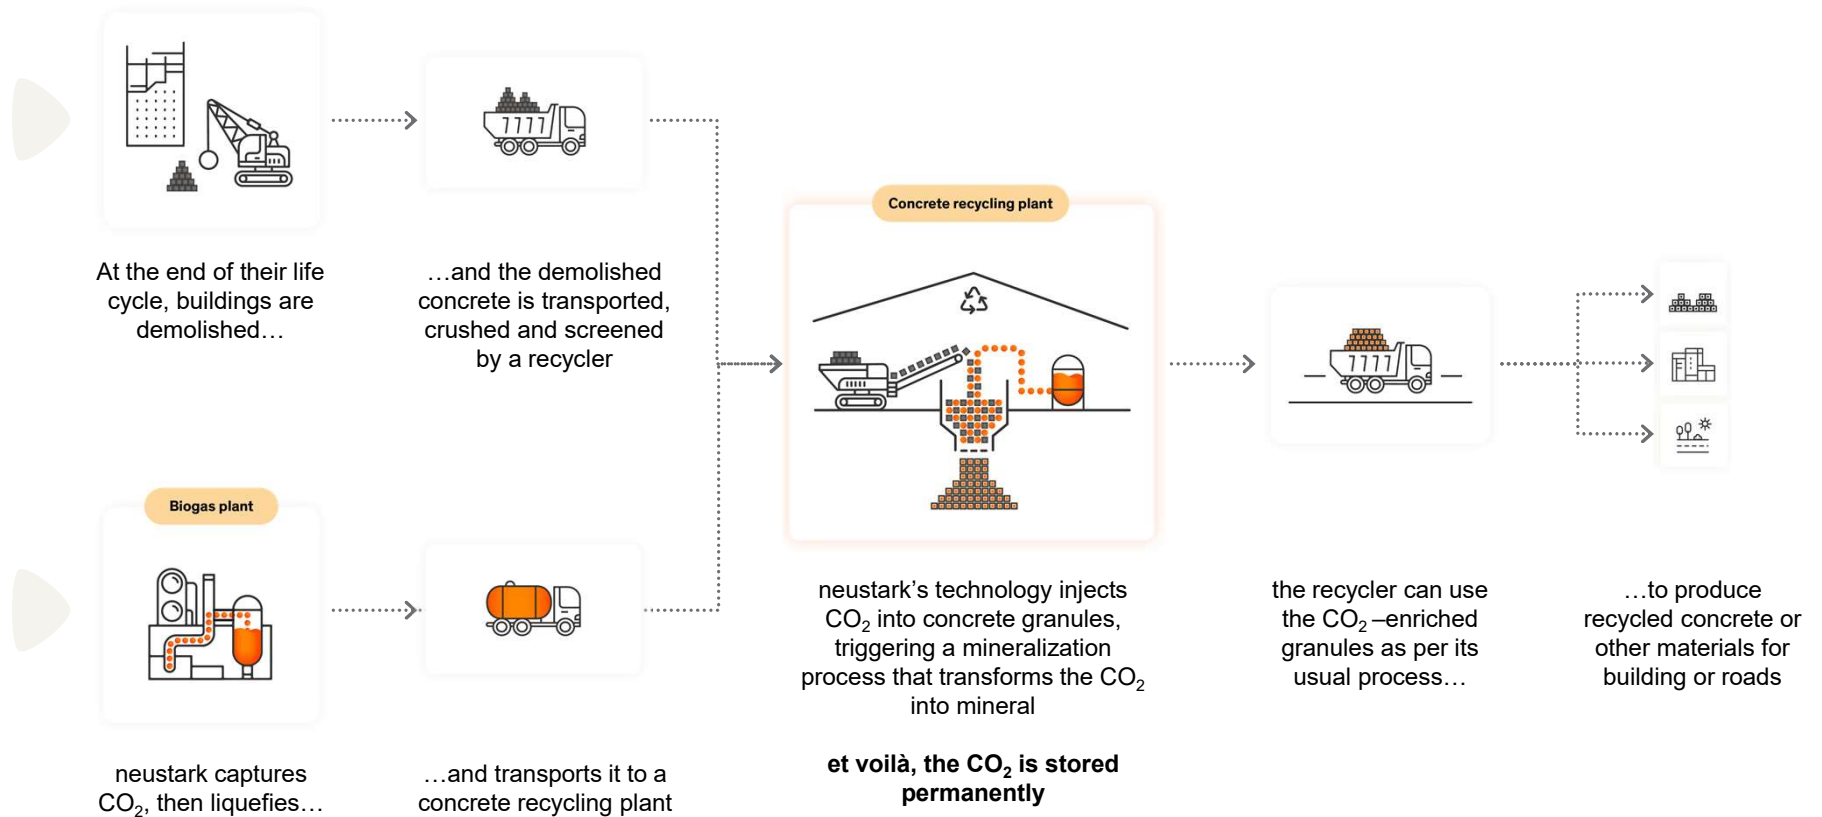 At the end of their life
cycle, buildings are
demolished…
…and the demolished
concrete is transported,
crushed and screened
by a recycler
Biogas plant
neustark captures
CO₂, then liquefies…
…and transports it to a
concrete recycling plant
Concrete recycling plant
neustark’s technology injects
CO₂ into concrete granules,
triggering a mineralization
process that transforms the CO₂
into mineral
et voilà, the CO₂ is stored
permanently
the recycler can use
the CO₂ –enriched
granules as per its
usual process…
…to produce
recycled concrete or
other materials for
building or roads